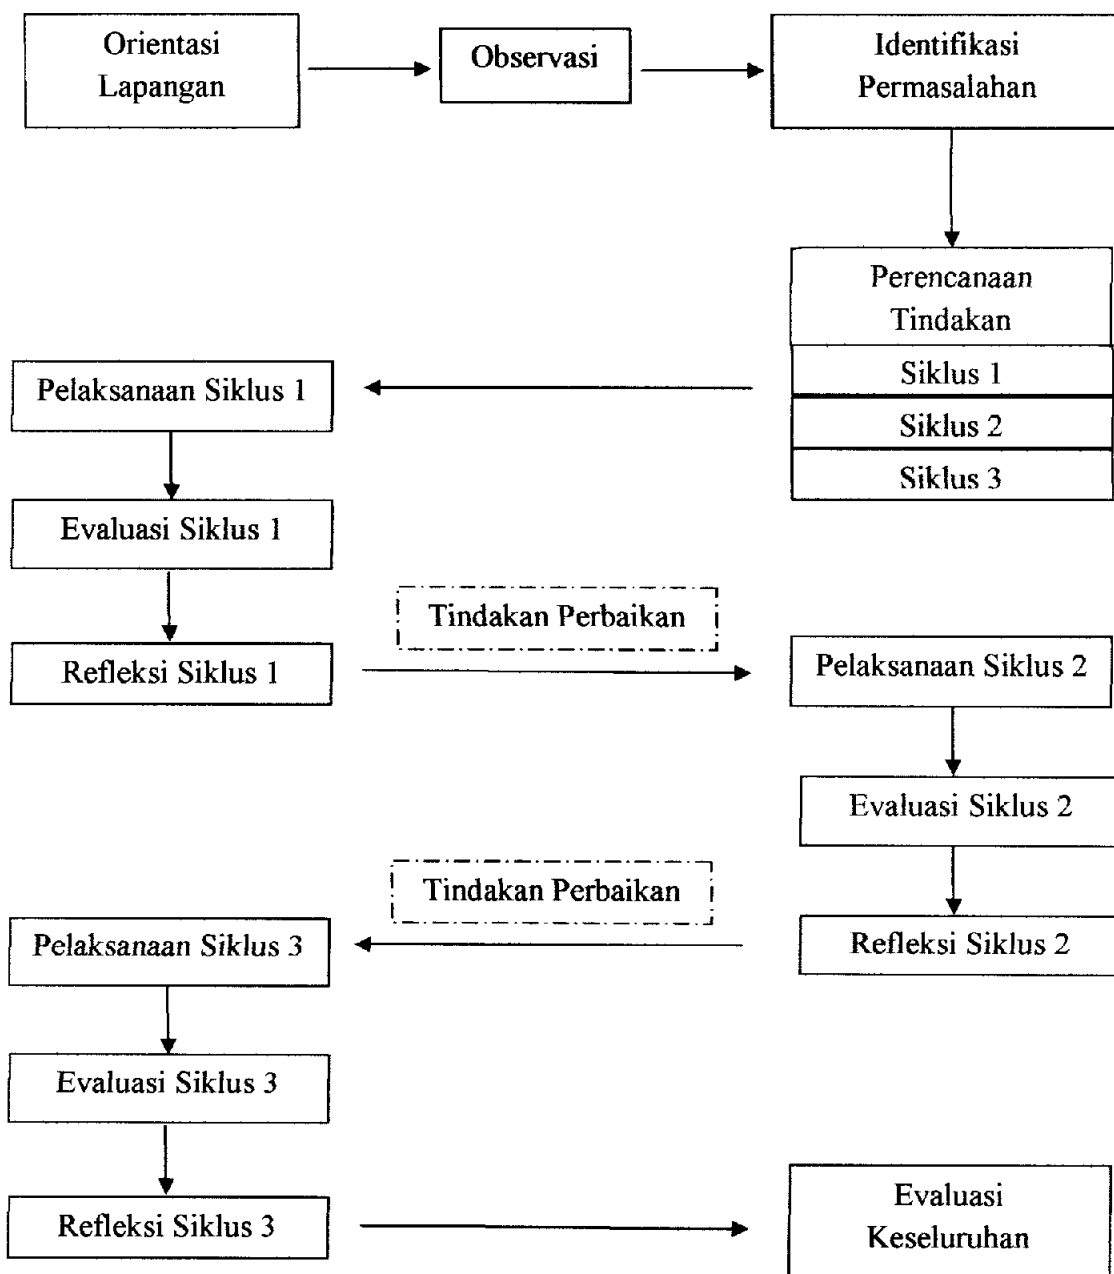 Orientasi
Lapangan
Observasi
Identifikasi
Permasalahan
Perencanaan
Tindakan
Siklus 1
Siklus 2
Siklus 3
Pelaksanaan Siklus 1
Evaluasi Siklus 1
Refleksi Siklus 1
Tindakan Perbaikan
Pelaksanaan Siklus 2
Evaluasi Siklus 2
Refleksi Siklus 2
Tindakan Perbaikan
Pelaksanaan Siklus 3
Evaluasi Siklus 3
Refleksi Siklus 3
Evaluasi
Keseluruhan